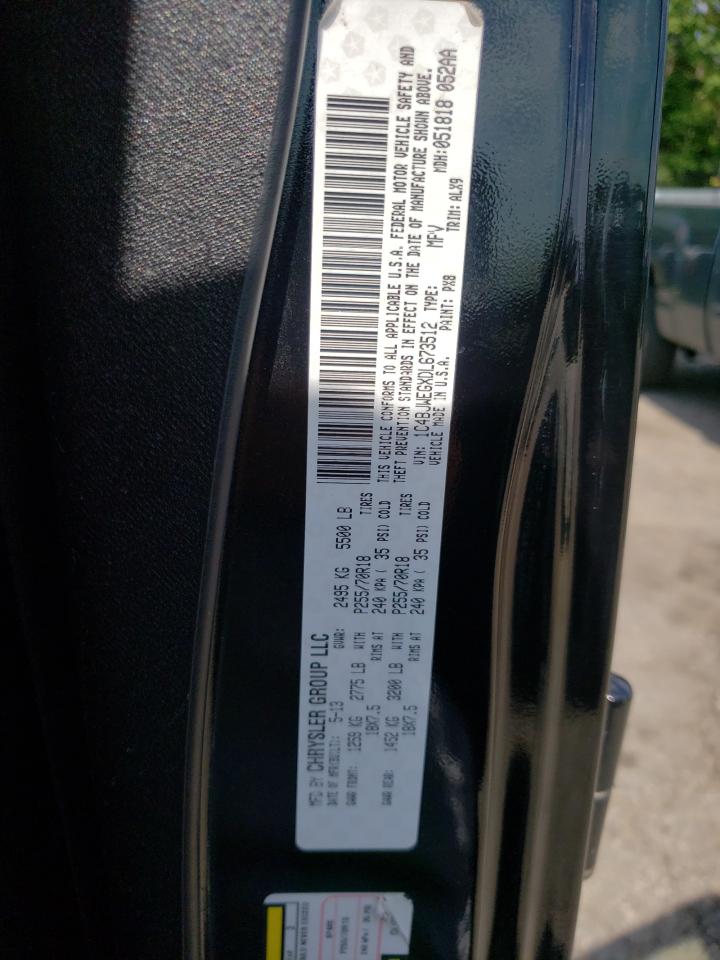 MFD BY CHRYSLER GROUP LLC
DATE OF MFR(BUILT): 5-13 GVWR: 2495 KG 5500 LB
GAWR FRONT: 1259 KG 2775 LB WITH P255/70R18 TIRES
18X7.5 RIMS AT 240 KPA ( 35 PSI) COLD
GAWR REAR: 1452 KG 3200 LB WITH P255/70R18 TIRES
18X7.5 RIMS AT 240 KPA ( 35 PSI) COLD
THIS VEHICLE CONFORMS TO ALL APPLICABLE U.S.A. FEDERAL MOTOR VEHICLE SAFETY AND
THEFT PREVENTION STANDARDS IN EFFECT ON THE DATE OF MANUFACTURE SHOWN ABOVE.
VIN: 1C4BJWEGXDL673512 TYPE: MPV MDH:051818 052AA
VEHICLE MADE IN U.S.A. PAINT: PX8 TRIM: ALX9
SPARE